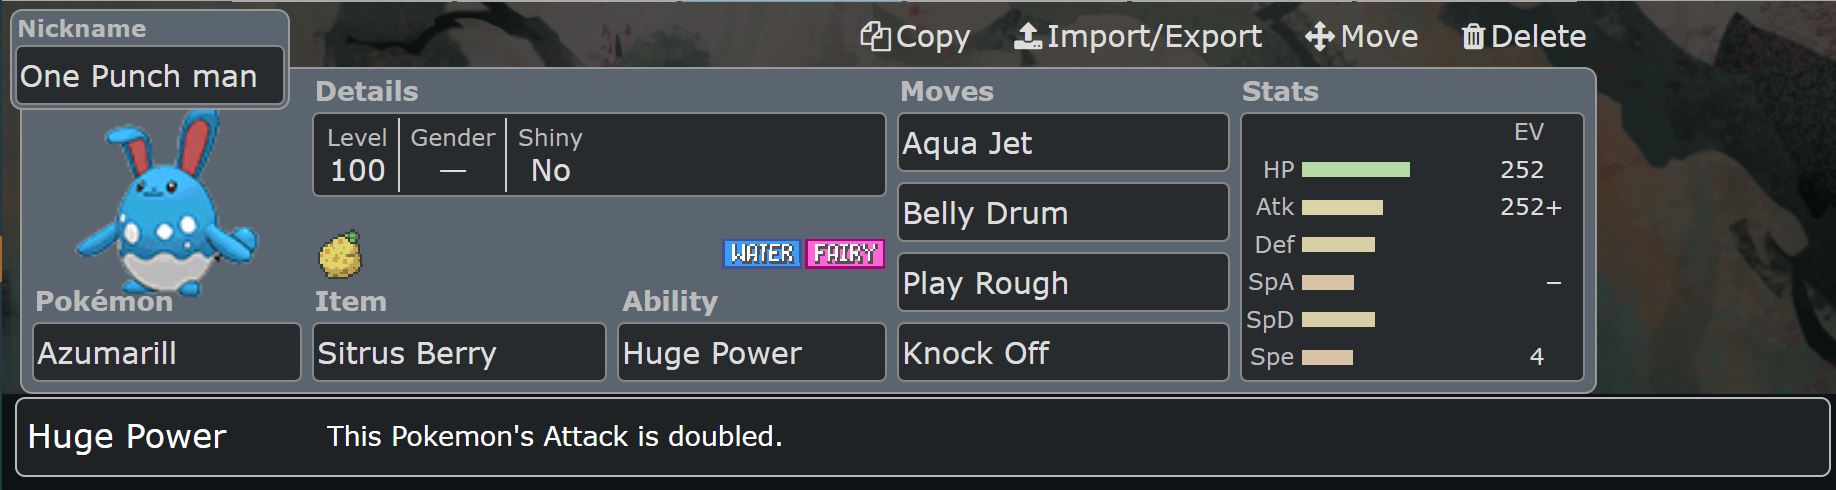 Nickname
One Punch man
Copy
Import/Export
Move
Delete
Details
Level
100
Gender
—
Shiny
No
WATER
FAIRY
Pokémon
Azumarill
Item
Sitrus Berry
Ability
Huge Power
Moves
Aqua Jet
Belly Drum
Play Rough
Knock Off
Stats
EV
HP 252
Atk 252+
Def
SpA −
SpD
Spe 4
Huge Power This Pokemon's Attack is doubled.